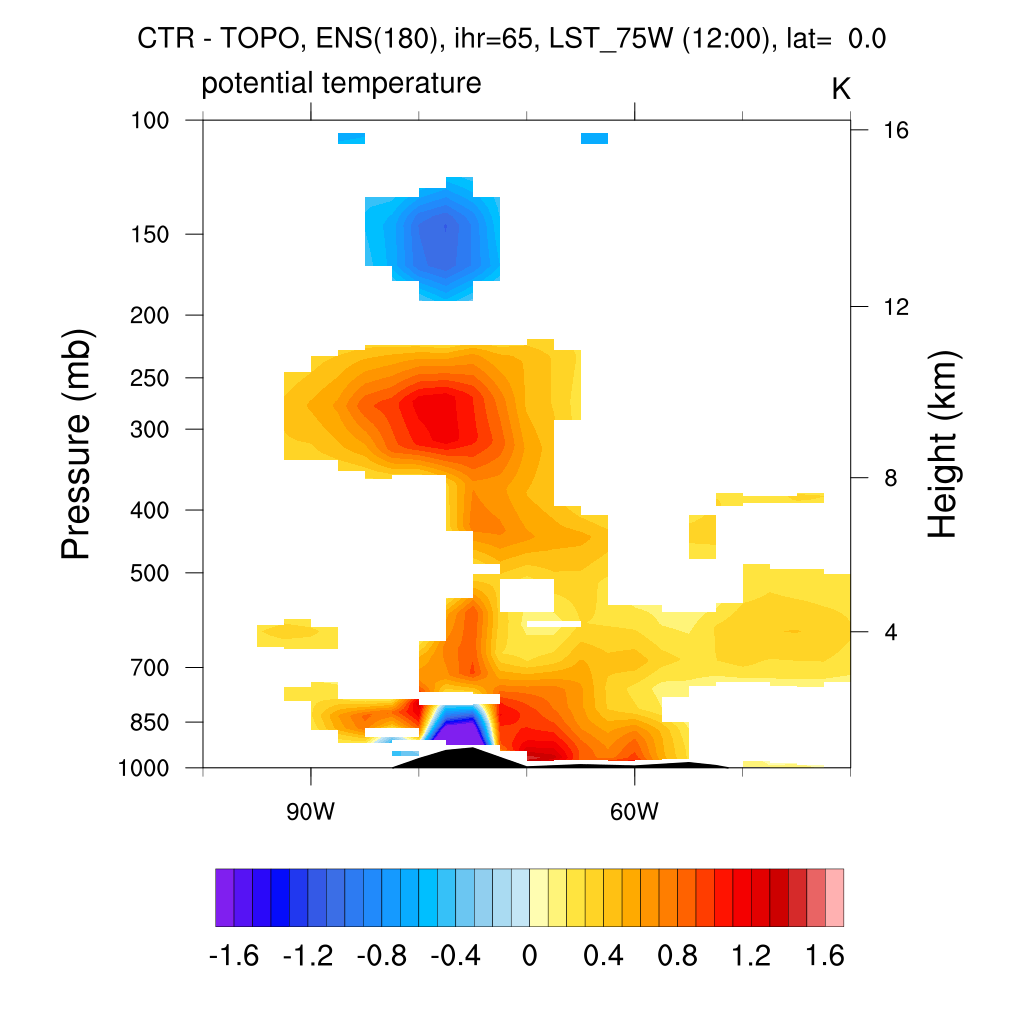 CTR - TOPO, ENS(180), ihr=65, LST_75W (12:00), lat=  0.0
potential temperature
K
100
150
200
250
300
400
500
700
850
1000
Pressure (mb)
16
12
8
4
Height (km)
90W
60W
-1.6 -1.2 -0.8 -0.4 0 0.4 0.8 1.2 1.6